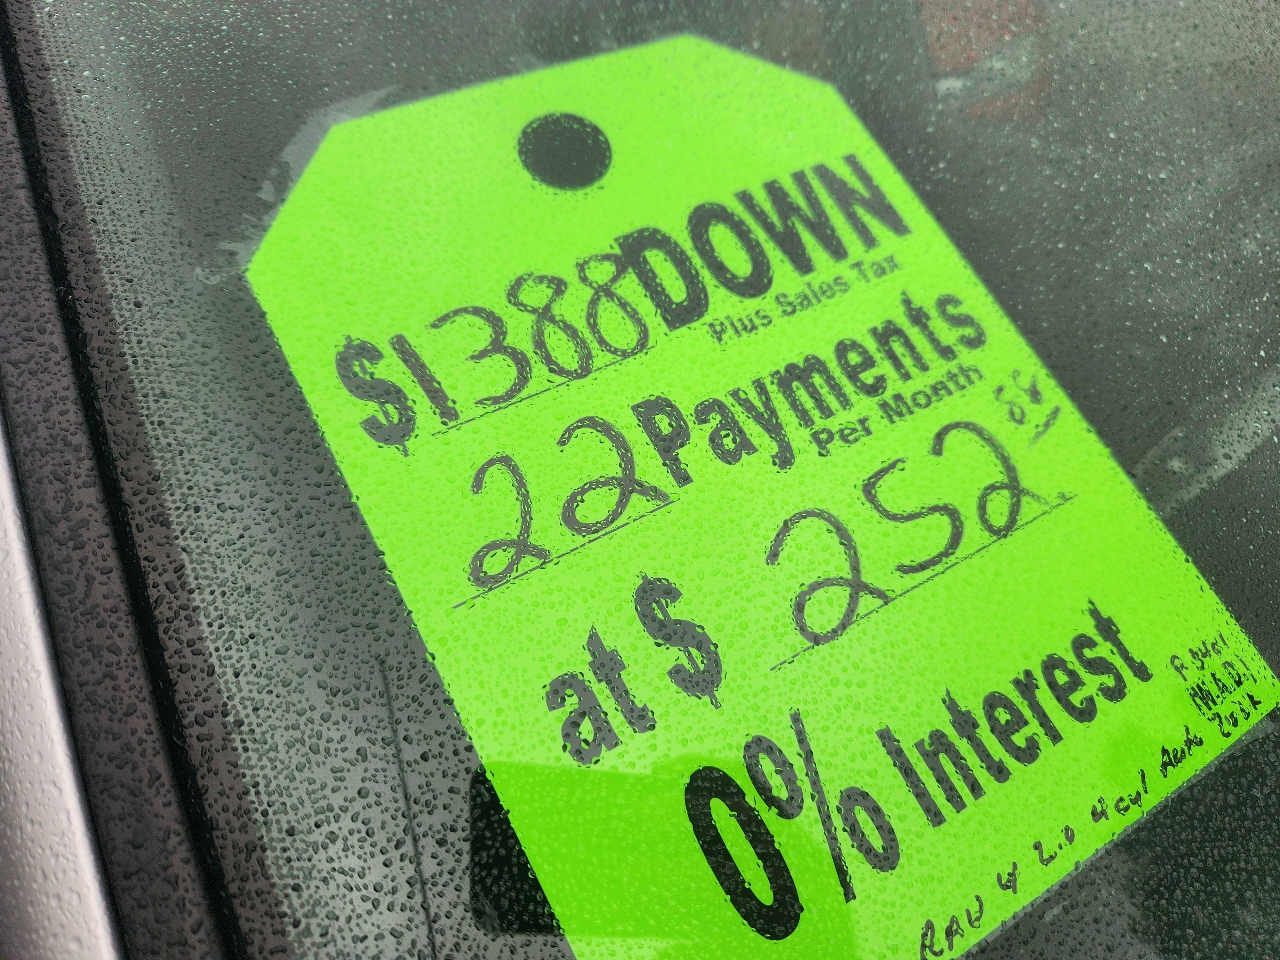 $1388 DOWN
Plus Sales Tax
22 Payments
Per Month
at $ 252 88
0% Interest
RAV 4 2.0 4cyl